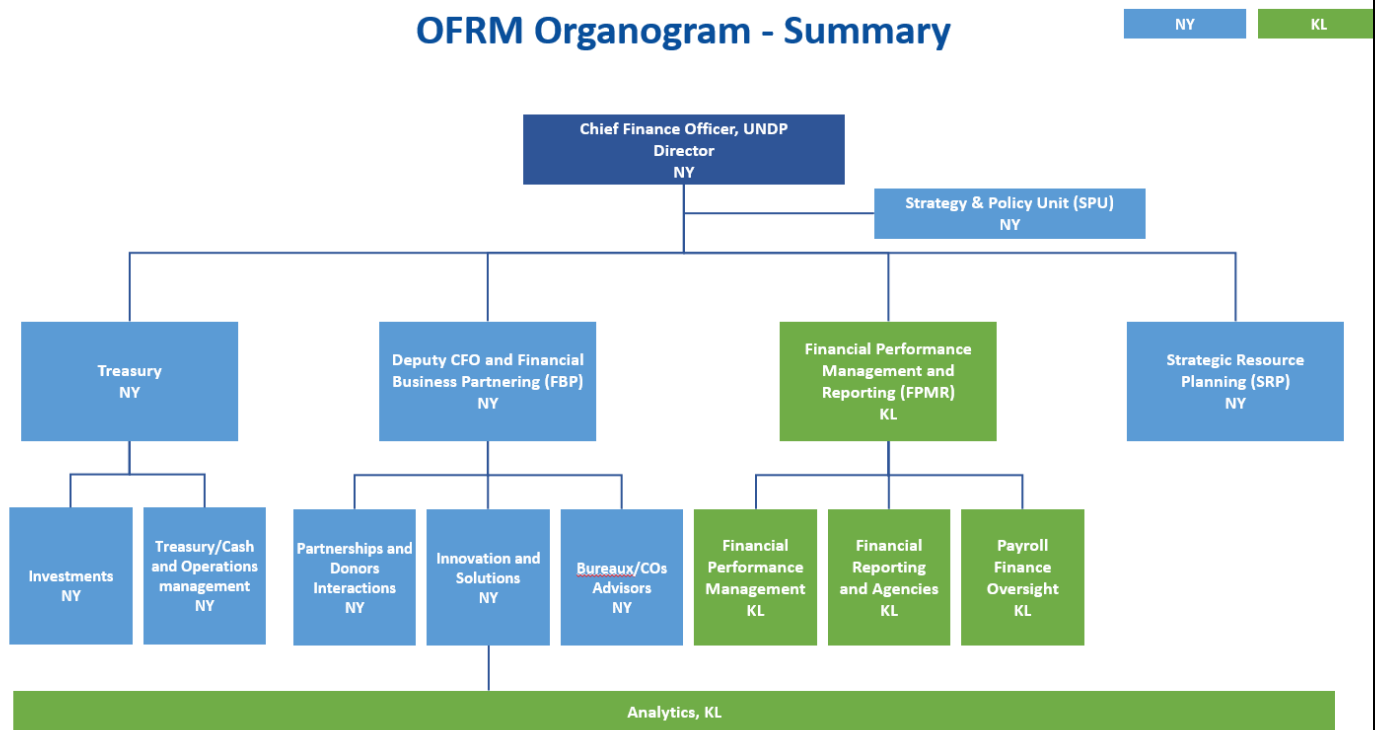 OFRM Organogram - Summary
NY
KL
Chief Finance Officer, UNDP
Director
NY
Strategy & Policy Unit (SPU)
NY
Treasury
NY
Deputy CFO and Financial
Business Partnering (FBP)
NY
Financial Performance
Management and
Reporting (FPMR)
KL
Strategic Resource
Planning (SRP)
NY
Investments
NY
Treasury/Cash
and Operations
management
NY
Partnerships and
Donors
Interactions
NY
Innovation and
Solutions
NY
Bureaux/COs
Advisors
NY
Financial
Performance
Management
KL
Financial
Reporting
and Agencies
KL
Payroll
Finance
Oversight
KL
Analytics, KL